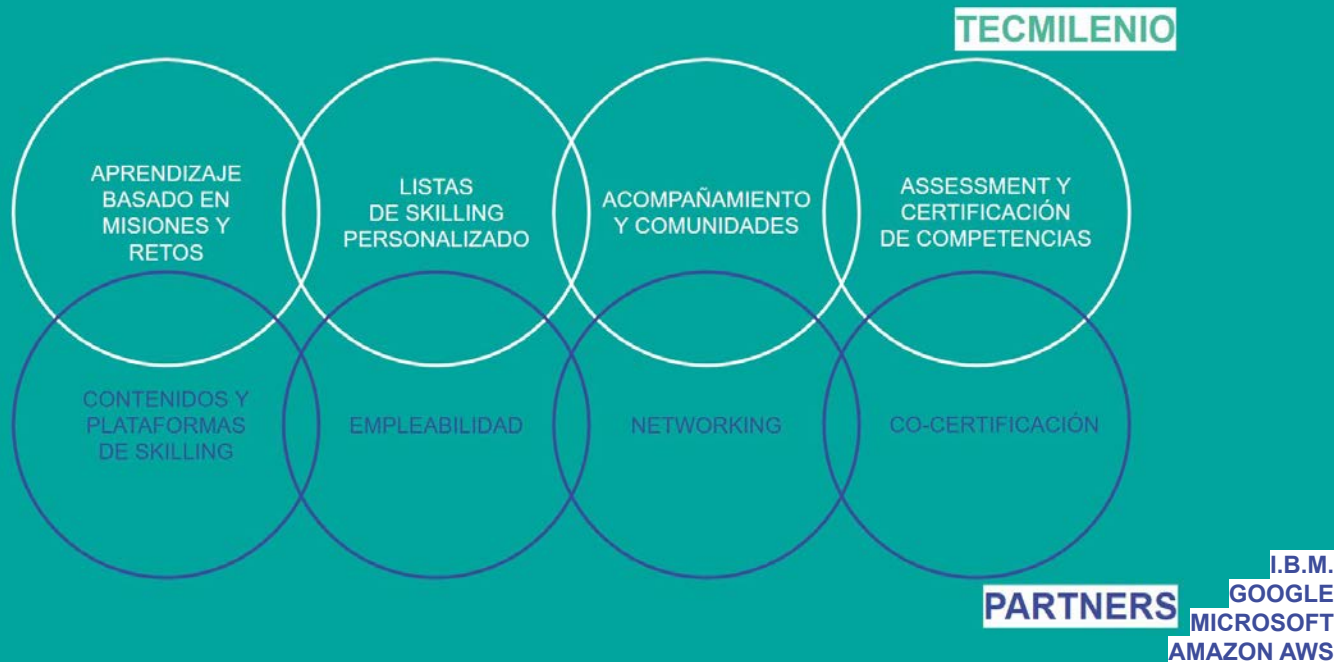 TECMILENIO
APRENDIZAJE
BASADO EN
MISIONES Y
RETOS
LISTAS
DE SKILLING
PERSONALIZADO
ACOMPAÑAMIENTO
Y COMUNIDADES
ASSESSMENT Y
CERTIFICACIÓN
DE COMPETENCIAS
CONTENIDOS Y
PLATAFORMAS
DE SKILLING
EMPLEABILIDAD
NETWORKING
CO-CERTIFICACIÓN
PARTNERS
I.B.M.
GOOGLE
MICROSOFT
AMAZON AWS